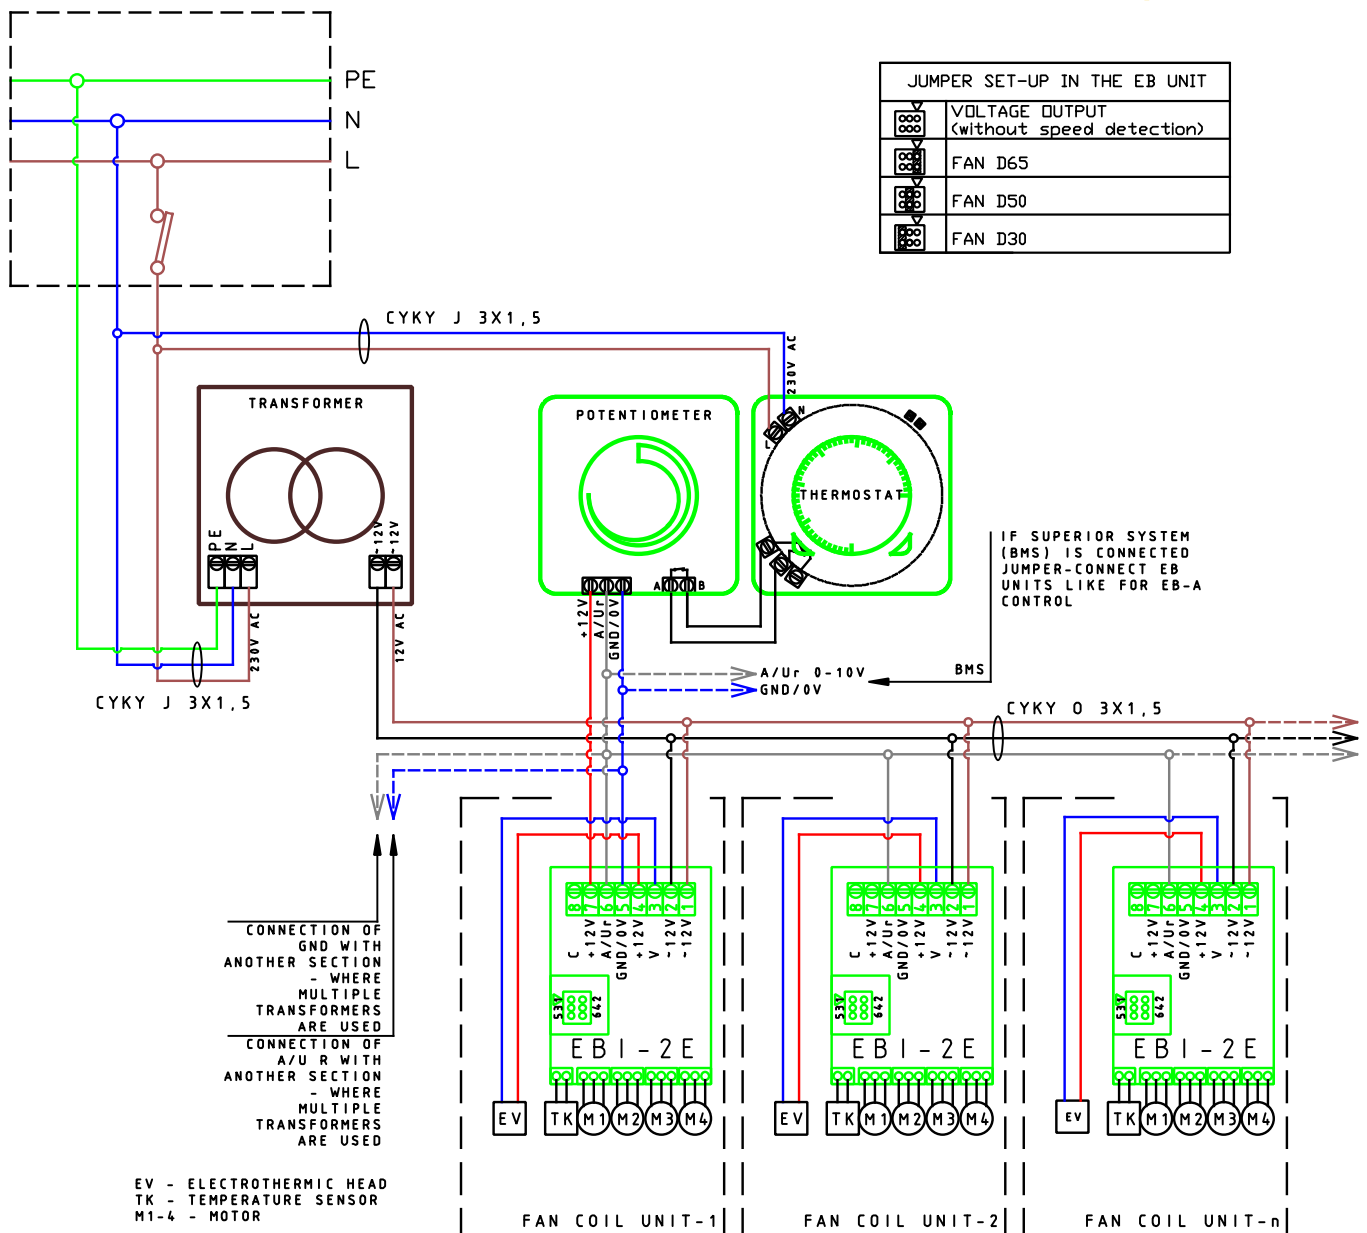 PE
N
L
JUMPER SET-UP IN THE EB UNIT
VOLTAGE OUTPUT
(without speed detection)
FAN D65
FAN D50
FAN D30
CYKY J 3X1,5
230V AC
TRANSFORMER
PE
N
L
~12V
~12V
230V AC
12V AC
CYKY J 3X1,5
POTENTIOMETER
A
B
+12V
A/Ur
GND/0V
N
L
THERMOSTAT
IF SUPERIOR SYSTEM
(BMS) IS CONNECTED
JUMPER-CONNECT EB
UNITS LIKE FOR EB-A
CONTROL
BMS
A/Ur 0-10V
GND/0V
CYKY O 3X1,5
CONNECTION OF
GND WITH
ANOTHER SECTION
- WHERE
MULTIPLE
TRANSFORMERS
ARE USED
CONNECTION OF
A/U R WITH
ANOTHER SECTION
- WHERE
MULTIPLE
TRANSFORMERS
ARE USED
EV - ELECTROTHERMIC HEAD
TK - TEMPERATURE SENSOR
M1-4 - MOTOR
8 7 6 5 4 3 2 1
C
+12V
A/Ur
GND/0V
+12V
V
~12V
~12V
531
642
EB1-2E
EV
TK
M1
M2
M3
M4
FAN COIL UNIT-1
8 7 6 5 4 3 2 1
C
+12V
A/Ur
GND/0V
+12V
V
~12V
~12V
531
642
EB1-2E
EV
TK
M1
M2
M3
M4
FAN COIL UNIT-2
8 7 6 5 4 3 2 1
C
+12V
A/Ur
GND/0V
+12V
V
~12V
~12V
531
642
EB1-2E
EV
TK
M1
M2
M3
M4
FAN COIL UNIT-n